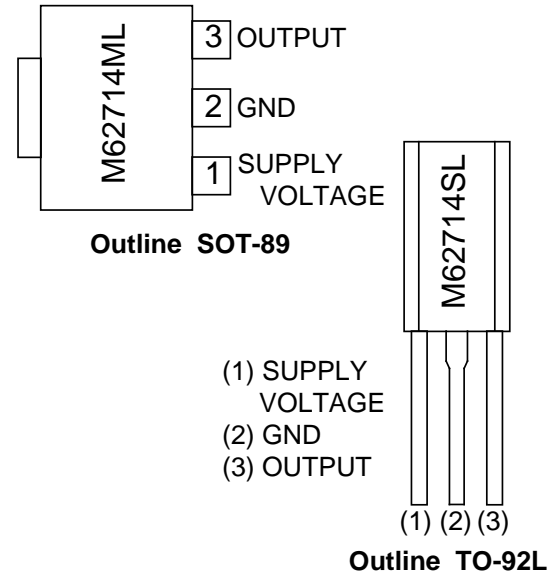 M62714ML
3 OUTPUT
2 GND
1 SUPPLY
VOLTAGE
Outline SOT-89
M62714SL
(1) SUPPLY
VOLTAGE
(2) GND
(3) OUTPUT
(1) (2) (3)
Outline TO-92L